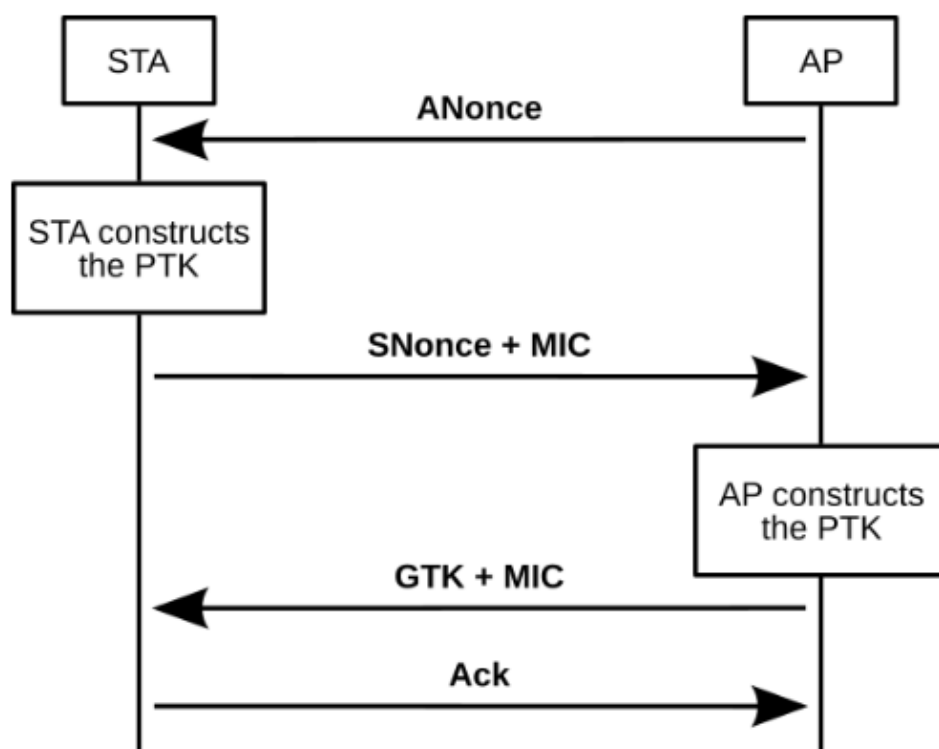 STA
AP
ANonce
STA constructs
the PTK
SNonce + MIC
AP constructs
the PTK
GTK + MIC
Ack